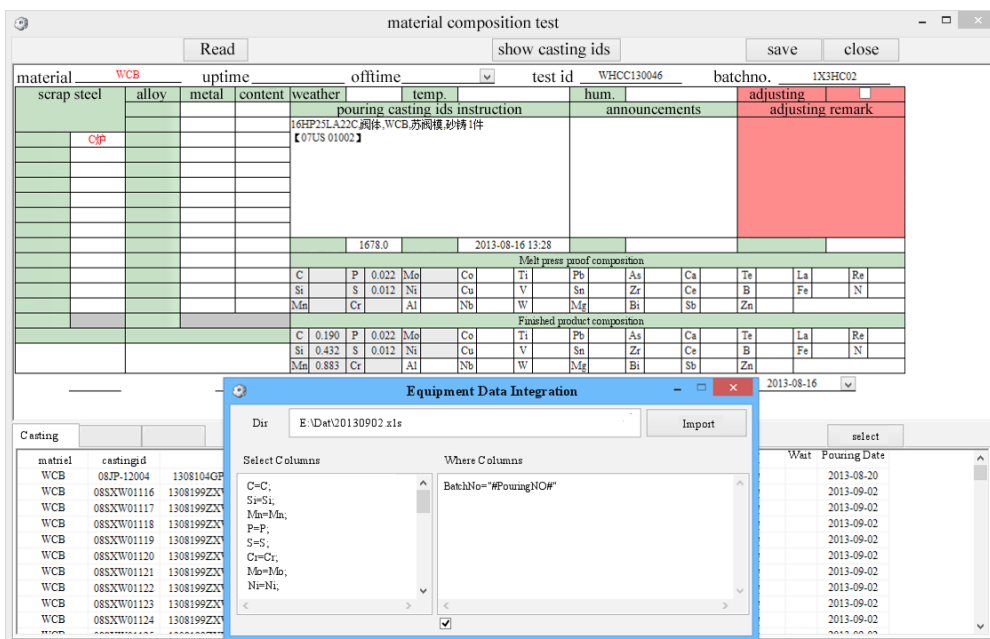 material composition test
Read show casting ids save close
material WCB uptime offtime test id WHCC130046 batchno. 1X3HC02
scrap steel alloy metal content weather temp. hum. adjusting
pouring casting ids instruction announcements adjusting remark
16HP25LA22C,阀体,WCB,苏阀模,砂铸1件
C炉 【07US 01002】
1678.0 2013-08-16 13:28
Melt press proof composition
C P 0.022 Mo Co Ti Pb As Ca Te La Re
Si S 0.012 Ni Cu V Sn Zr Ce B Fe N
Mn Cr Al Nb W Mg Bi Sb Zn
Finished product composition
C 0.190 P 0.022 Mo Co Ti Pb As Ca Te La Re
Si 0.432 S 0.012 Ni Cu V Sn Zr Ce B Fe N
Mn 0.883 Cr Al Nb W Mg Bi Sb Zn
2013-08-16
Equipment Data Integration
Dir E:\Dat\20130902.xls Import
Select Columns Where Columns
C=C; BatchNo="#PouringNO#"
Si=Si;
Mn=Mn;
P=P;
S=S;
Cr=Cr;
Mo=Mo;
Ni=Ni;
Casting select
matriel castingid Wait Pouring Date
WCB 08JP-12004 1308104GP 2013-08-20
WCB 08SXW01116 1308199ZX 2013-09-02
WCB 08SXW01117 1308199ZX 2013-09-02
WCB 08SXW01118 1308199ZX 2013-09-02
WCB 08SXW01119 1308199ZX 2013-09-02
WCB 08SXW01120 1308199ZX 2013-09-02
WCB 08SXW01121 1308199ZX 2013-09-02
WCB 08SXW01122 1308199ZX 2013-09-02
WCB 08SXW01123 1308199ZX 2013-09-02
WCB 08SXW01124 1308199ZX 2013-09-02